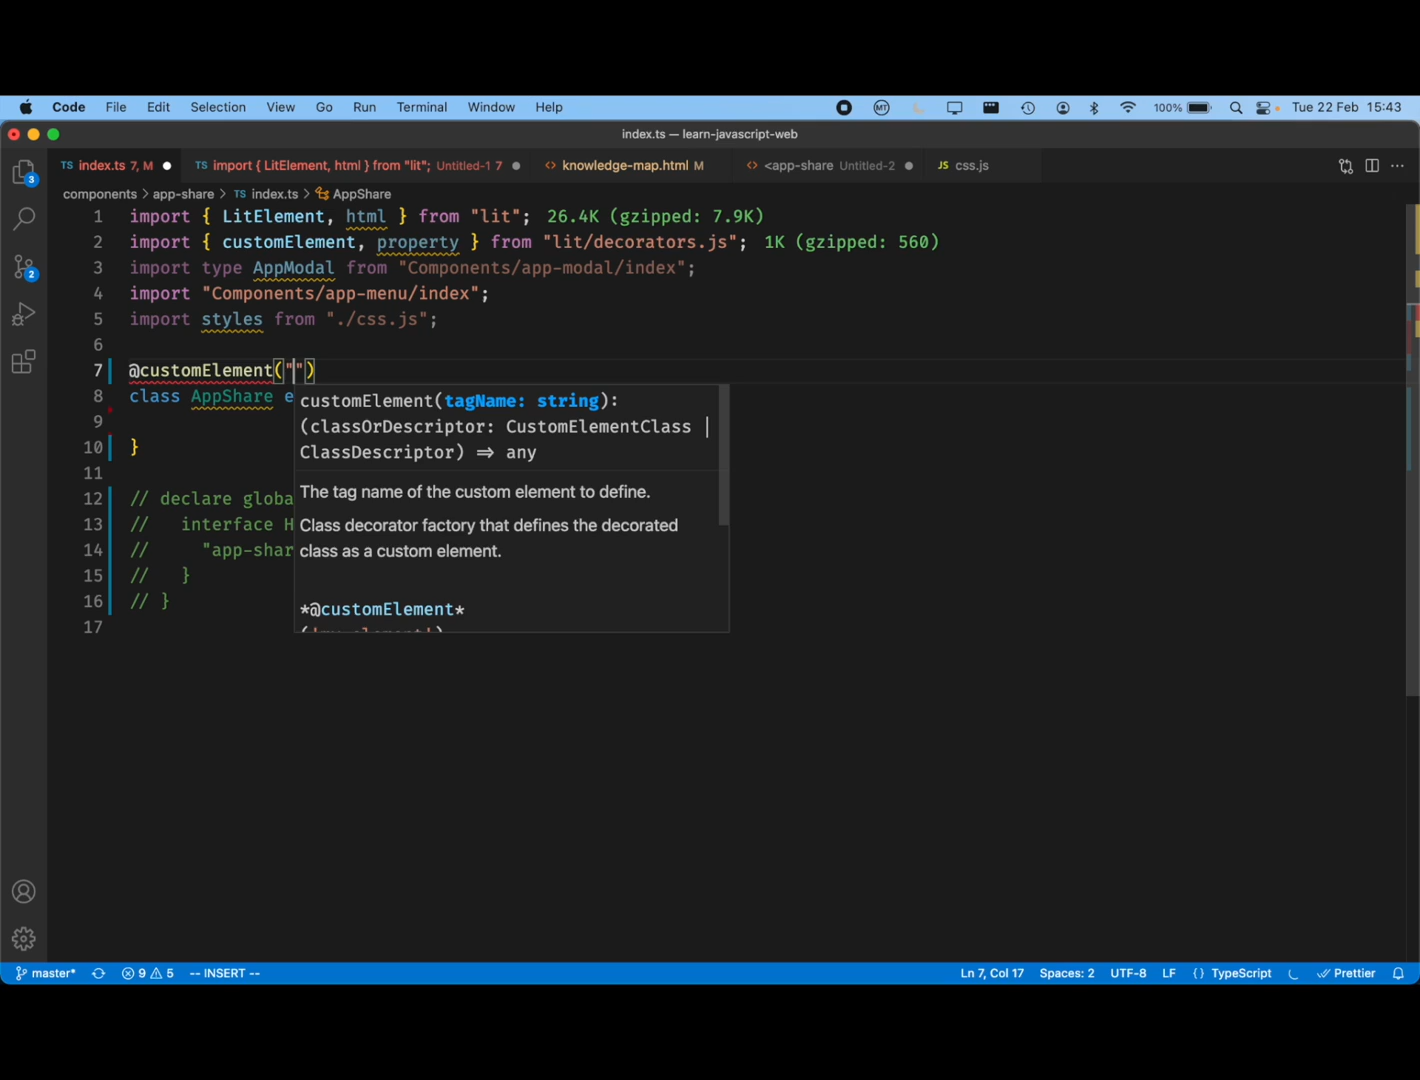 Code File Edit Selection View Go Run Terminal Window Help MT 100% Tue 22 Feb 15:43
index.ts — learn-javascript-web
TS index.ts 7, M TS import { LitElement, html } from "lit"; Untitled-1 7 <> knowledge-map.html M <> <app-share Untitled-2 JS css.js
components > app-share > TS index.ts > AppShare
1 import { LitElement, html } from "lit"; 26.4K (gzipped: 7.9K)
2 import { customElement, property } from "lit/decorators.js"; 1K (gzipped: 560)
3 import type AppModal from "Components/app-modal/index";
4 import "Components/app-menu/index";
5 import styles from "./css.js";
6
7 @customElement("")
8 class AppShare e
9
10 }
11
12 // declare globa
13 // interface H
14 // "app-shar
15 // }
16 // }
17
customElement(tagName: string):
(classOrDescriptor: CustomElementClass |
ClassDescriptor) => any
The tag name of the custom element to define.
Class decorator factory that defines the decorated
class as a custom element.
*@customElement*
('my-element')
3
2
master* 9 5 -- INSERT -- Ln 7, Col 17 Spaces: 2 UTF-8 LF {} TypeScript Prettier